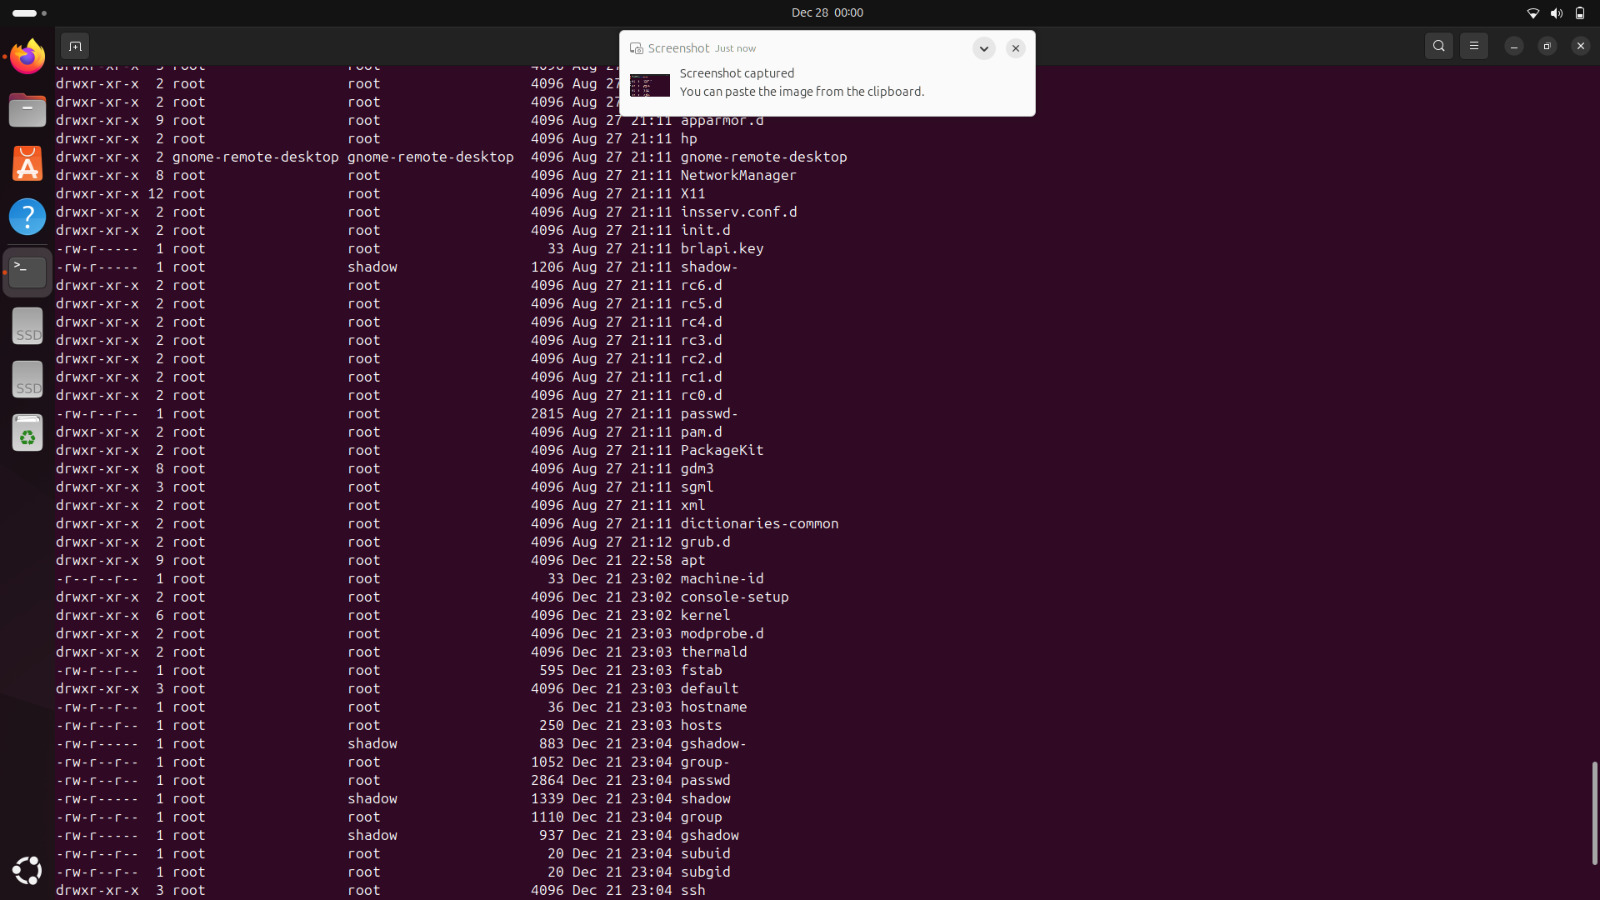 Dec 28 00:00
Screenshot Just now
Screenshot captured
You can paste the image from the clipboard.
drwxr-xr-x 2 root root 4096 Aug 27
drwxr-xr-x 2 root root 4096 Aug 27
drwxr-xr-x 9 root root 4096 Aug 27 21:11 apparmor.d
drwxr-xr-x 2 root root 4096 Aug 27 21:11 hp
drwxr-xr-x 2 gnome-remote-desktop gnome-remote-desktop 4096 Aug 27 21:11 gnome-remote-desktop
drwxr-xr-x 8 root root 4096 Aug 27 21:11 NetworkManager
drwxr-xr-x 12 root root 4096 Aug 27 21:11 X11
drwxr-xr-x 2 root root 4096 Aug 27 21:11 insserv.conf.d
drwxr-xr-x 2 root root 4096 Aug 27 21:11 init.d
-rw-r----- 1 root root 33 Aug 27 21:11 brlapi.key
-rw-r----- 1 root shadow 1206 Aug 27 21:11 shadow-
drwxr-xr-x 2 root root 4096 Aug 27 21:11 rc6.d
drwxr-xr-x 2 root root 4096 Aug 27 21:11 rc5.d
drwxr-xr-x 2 root root 4096 Aug 27 21:11 rc4.d
drwxr-xr-x 2 root root 4096 Aug 27 21:11 rc3.d
drwxr-xr-x 2 root root 4096 Aug 27 21:11 rc2.d
drwxr-xr-x 2 root root 4096 Aug 27 21:11 rc1.d
drwxr-xr-x 2 root root 4096 Aug 27 21:11 rc0.d
-rw-r--r-- 1 root root 2815 Aug 27 21:11 passwd-
drwxr-xr-x 2 root root 4096 Aug 27 21:11 pam.d
drwxr-xr-x 2 root root 4096 Aug 27 21:11 PackageKit
drwxr-xr-x 8 root root 4096 Aug 27 21:11 gdm3
drwxr-xr-x 3 root root 4096 Aug 27 21:11 sgml
drwxr-xr-x 2 root root 4096 Aug 27 21:11 xml
drwxr-xr-x 2 root root 4096 Aug 27 21:11 dictionaries-common
drwxr-xr-x 2 root root 4096 Aug 27 21:12 grub.d
drwxr-xr-x 9 root root 4096 Dec 21 22:58 apt
-r--r--r-- 1 root root 33 Dec 21 23:02 machine-id
drwxr-xr-x 2 root root 4096 Dec 21 23:02 console-setup
drwxr-xr-x 6 root root 4096 Dec 21 23:02 kernel
drwxr-xr-x 2 root root 4096 Dec 21 23:03 modprobe.d
drwxr-xr-x 2 root root 4096 Dec 21 23:03 thermald
-rw-r--r-- 1 root root 595 Dec 21 23:03 fstab
drwxr-xr-x 3 root root 4096 Dec 21 23:03 default
-rw-r--r-- 1 root root 36 Dec 21 23:03 hostname
-rw-r--r-- 1 root root 250 Dec 21 23:03 hosts
-rw-r----- 1 root shadow 883 Dec 21 23:04 gshadow-
-rw-r--r-- 1 root root 1052 Dec 21 23:04 group-
-rw-r--r-- 1 root root 2864 Dec 21 23:04 passwd
-rw-r----- 1 root shadow 1339 Dec 21 23:04 shadow
-rw-r--r-- 1 root root 1110 Dec 21 23:04 group
-rw-r----- 1 root shadow 937 Dec 21 23:04 gshadow
-rw-r--r-- 1 root root 20 Dec 21 23:04 subuid
-rw-r--r-- 1 root root 20 Dec 21 23:04 subgid
drwxr-xr-x 3 root root 4096 Dec 21 23:04 ssh
SSD
SSD